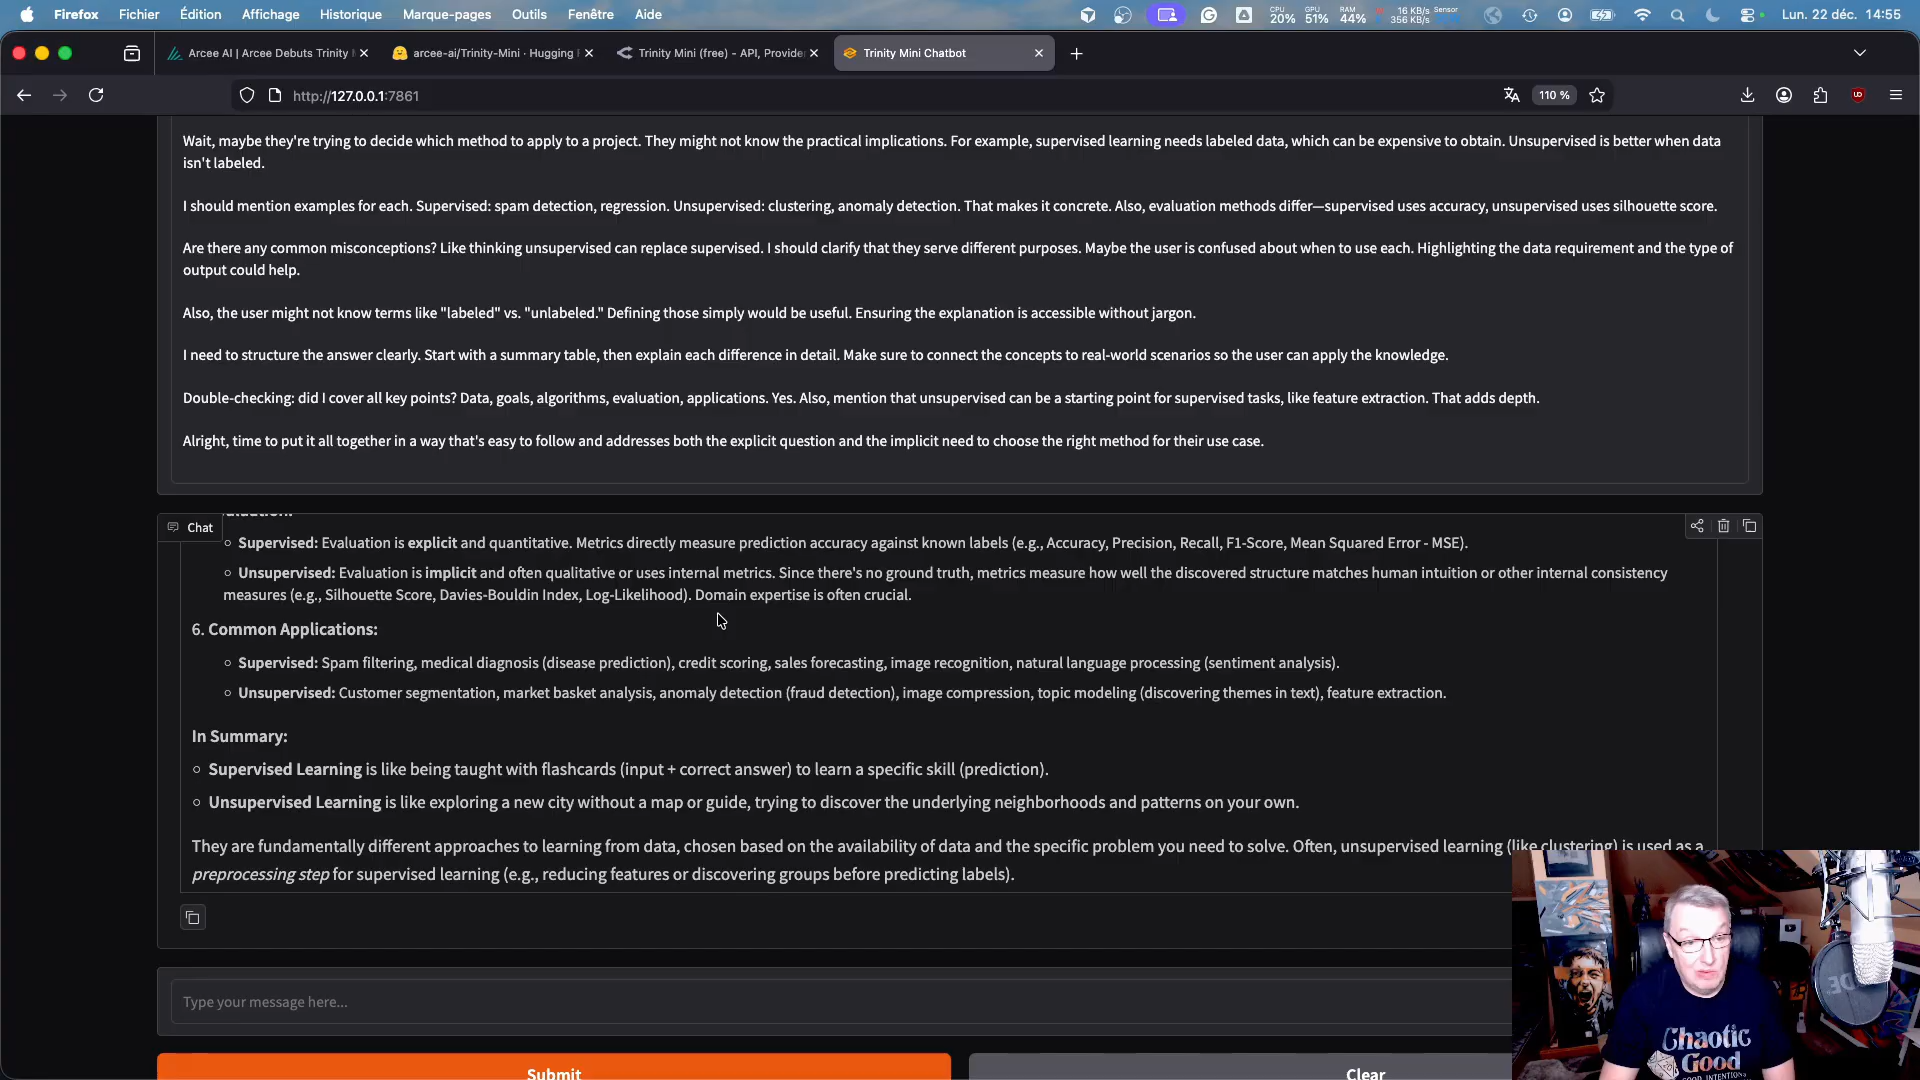 Firefox Fichier Édition Affichage Historique Marque-pages Outils Fenêtre Aide
CPU 20% GPU 51% RAM 44% 16 KB/s 356 KB/s Sensor Lun. 22 déc. 14:55
Arcee AI | Arcee Debuts Trinity
arcee-ai/Trinity-Mini · Hugging
Trinity Mini (free) - API, Provider
Trinity Mini Chatbot
http://127.0.0.1:7861
110 %
Wait, maybe they're trying to decide which method to apply to a project. They might not know the practical implications. For example, supervised learning needs labeled data, which can be expensive to obtain. Unsupervised is better when data
isn't labeled.
I should mention examples for each. Supervised: spam detection, regression. Unsupervised: clustering, anomaly detection. That makes it concrete. Also, evaluation methods differ—supervised uses accuracy, unsupervised uses silhouette score.
Are there any common misconceptions? Like thinking unsupervised can replace supervised. I should clarify that they serve different purposes. Maybe the user is confused about when to use each. Highlighting the data requirement and the type of
output could help.
Also, the user might not know terms like "labeled" vs. "unlabeled." Defining those simply would be useful. Ensuring the explanation is accessible without jargon.
I need to structure the answer clearly. Start with a summary table, then explain each difference in detail. Make sure to connect the concepts to real-world scenarios so the user can apply the knowledge.
Double-checking: did I cover all key points? Data, goals, algorithms, evaluation, applications. Yes. Also, mention that unsupervised can be a starting point for supervised tasks, like feature extraction. That adds depth.
Alright, time to put it all together in a way that's easy to follow and addresses both the explicit question and the implicit need to choose the right method for their use case.
Chat
Supervised: Evaluation is explicit and quantitative. Metrics directly measure prediction accuracy against known labels (e.g., Accuracy, Precision, Recall, F1-Score, Mean Squared Error - MSE).
Unsupervised: Evaluation is implicit and often qualitative or uses internal metrics. Since there's no ground truth, metrics measure how well the discovered structure matches human intuition or other internal consistency
measures (e.g., Silhouette Score, Davies-Bouldin Index, Log-Likelihood). Domain expertise is often crucial.
6. Common Applications:
Supervised: Spam filtering, medical diagnosis (disease prediction), credit scoring, sales forecasting, image recognition, natural language processing (sentiment analysis).
Unsupervised: Customer segmentation, market basket analysis, anomaly detection (fraud detection), image compression, topic modeling (discovering themes in text), feature extraction.
In Summary:
Supervised Learning is like being taught with flashcards (input + correct answer) to learn a specific skill (prediction).
Unsupervised Learning is like exploring a new city without a map or guide, trying to discover the underlying neighborhoods and patterns on your own.
They are fundamentally different approaches to learning from data, chosen based on the availability of data and the specific problem you need to solve. Often, unsupervised learning (like clustering) is used as a
preprocessing step for supervised learning (e.g., reducing features or discovering groups before predicting labels).
Type your message here...
Submit
Clear
Chaotic
Good
GOOD INTENTIONS